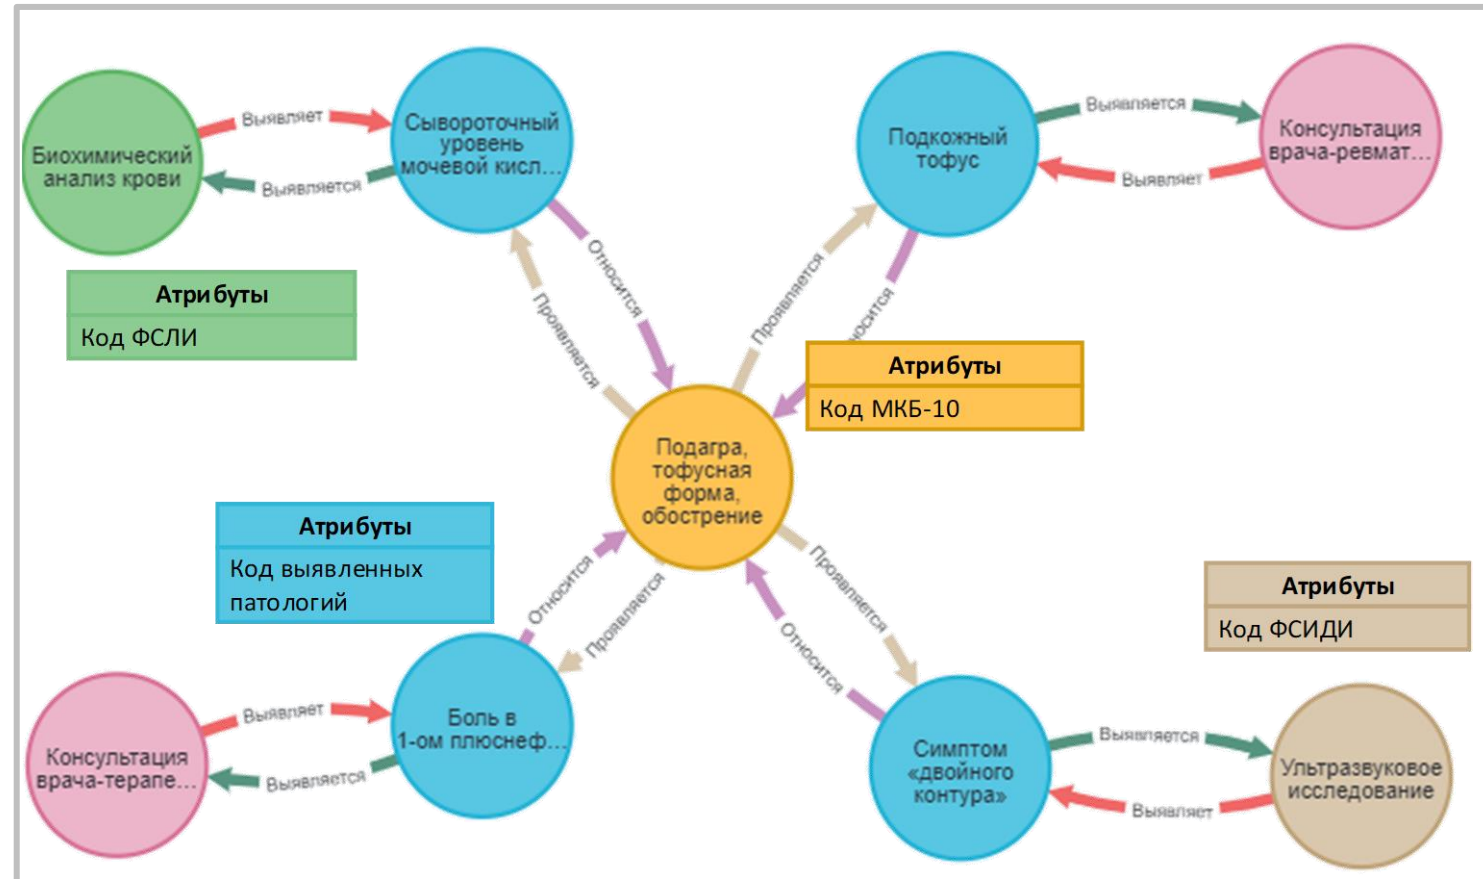 Биохимический
анализ крови
Выявляет
Выявляется
Сывороточный
уровень
мочевой кисл...
Подкожный
тофус
Выявляется
Выявляет
Консультация
врача-ревмат...
Атрибуты
Код ФСЛИ
Относится
Проявляется
Проявляется
Атрибуты
Код МКБ-10
Подагра,
тофусная
форма,
обострение
Атрибуты
Код выявленных
патологий
Относится
Проявляется
Проявляется
Относится
Атрибуты
Код ФСИДИ
Консультация
врача-терапе...
Выявляет
Выявляется
Боль в
1-ом плюснеф...
Симптом
«двойного
контура»
Выявляется
Выявляет
Ультразвуковое
исследование